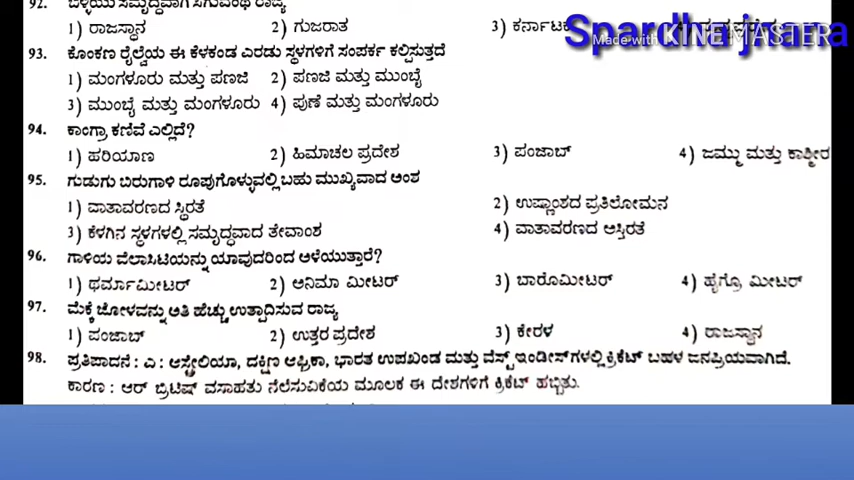 92. ಬೆಳ್ಳಿಯು ಸಮೃದ್ಧವಾಗಿ ಸಿಗುವಂಥ ರಾಜ್ಯ
1) ರಾಜಸ್ಥಾನ 2) ಗುಜರಾತ 3) ಕರ್ನಾಟಕ
Spardha jnana
Made with KINEMASTER
93. ಕೊಂಕಣ ರೈಲ್ವೆಯ ಈ ಕೆಳಕಂಡ ಎರಡು ಸ್ಥಳಗಳಿಗೆ ಸಂಪರ್ಕ ಕಲ್ಪಿಸುತ್ತದೆ
1) ಮಂಗಳೂರು ಮತ್ತು ಪಣಜಿ 2) ಪಣಜಿ ಮತ್ತು ಮುಂಬೈ
3) ಮುಂಬೈ ಮತ್ತು ಮಂಗಳೂರು 4) ಪುಣೆ ಮತ್ತು ಮಂಗಳೂರು
94. ಕಾಂಗ್ರಾ ಕಣಿವೆ ಎಲ್ಲಿದೆ?
1) ಹರಿಯಾಣ 2) ಹಿಮಾಚಲ ಪ್ರದೇಶ 3) ಪಂಜಾಬ್ 4) ಜಮ್ಮು ಮತ್ತು ಕಾಶ್ಮೀರ
95. ಗುಡುಗು ಬಿರುಗಾಳಿ ರೂಪುಗೊಳ್ಳುವಲ್ಲಿ ಬಹು ಮುಖ್ಯವಾದ ಅಂಶ
1) ವಾತಾವರಣದ ಸ್ಥಿರತೆ 2) ಉಷ್ಣಾಂಶದ ಪ್ರತಿಲೋಮನ
3) ಕೆಳಗಿನ ಸ್ಥಳಗಳಲ್ಲಿ ಸಮೃದ್ಧವಾದ ತೇವಾಂಶ 4) ವಾತಾವರಣದ ಅಸ್ತಿರತೆ
96. ಗಾಳಿಯ ವೆಲಾಸಿಟಿಯನ್ನು ಯಾವುದರಿಂದ ಅಳೆಯುತ್ತಾರೆ?
1) ಥರ್ಮಾಮೀಟರ್ 2) ಅನಿಮಾ ಮೀಟರ್ 3) ಬಾರೊಮೀಟರ್ 4) ಹೈಗ್ರೊ ಮೀಟರ್
97. ಮೆಕ್ಕೆ ಜೋಳವನ್ನು ಅತಿ ಹೆಚ್ಚು ಉತ್ಪಾದಿಸುವ ರಾಜ್ಯ
1) ಪಂಜಾಬ್ 2) ಉತ್ತರ ಪ್ರದೇಶ 3) ಕೇರಳ 4) ರಾಜಸ್ಥಾನ
98. ಪ್ರತಿಪಾದನೆ : ಎ : ಆಸ್ಟ್ರೇಲಿಯಾ, ದಕ್ಷಿಣ ಆಫ್ರಿಕಾ, ಭಾರತ ಉಪಖಂಡ ಮತ್ತು ವೆಸ್ಟ್ ಇಂಡೀಸ್‌ಗಳಲ್ಲಿ ಕ್ರಿಕೆಟ್ ಬಹಳ ಜನಪ್ರಿಯವಾಗಿದೆ.
ಕಾರಣ : ಆರ್ ಬ್ರಿಟಿಷ್ ವಸಾಹತು ನೆಲೆಸುವಿಕೆಯ ಮೂಲಕ ಈ ದೇಶಗಳಿಗೆ ಕ್ರಿಕೆಟ್ ಹಬ್ಬಿತು.